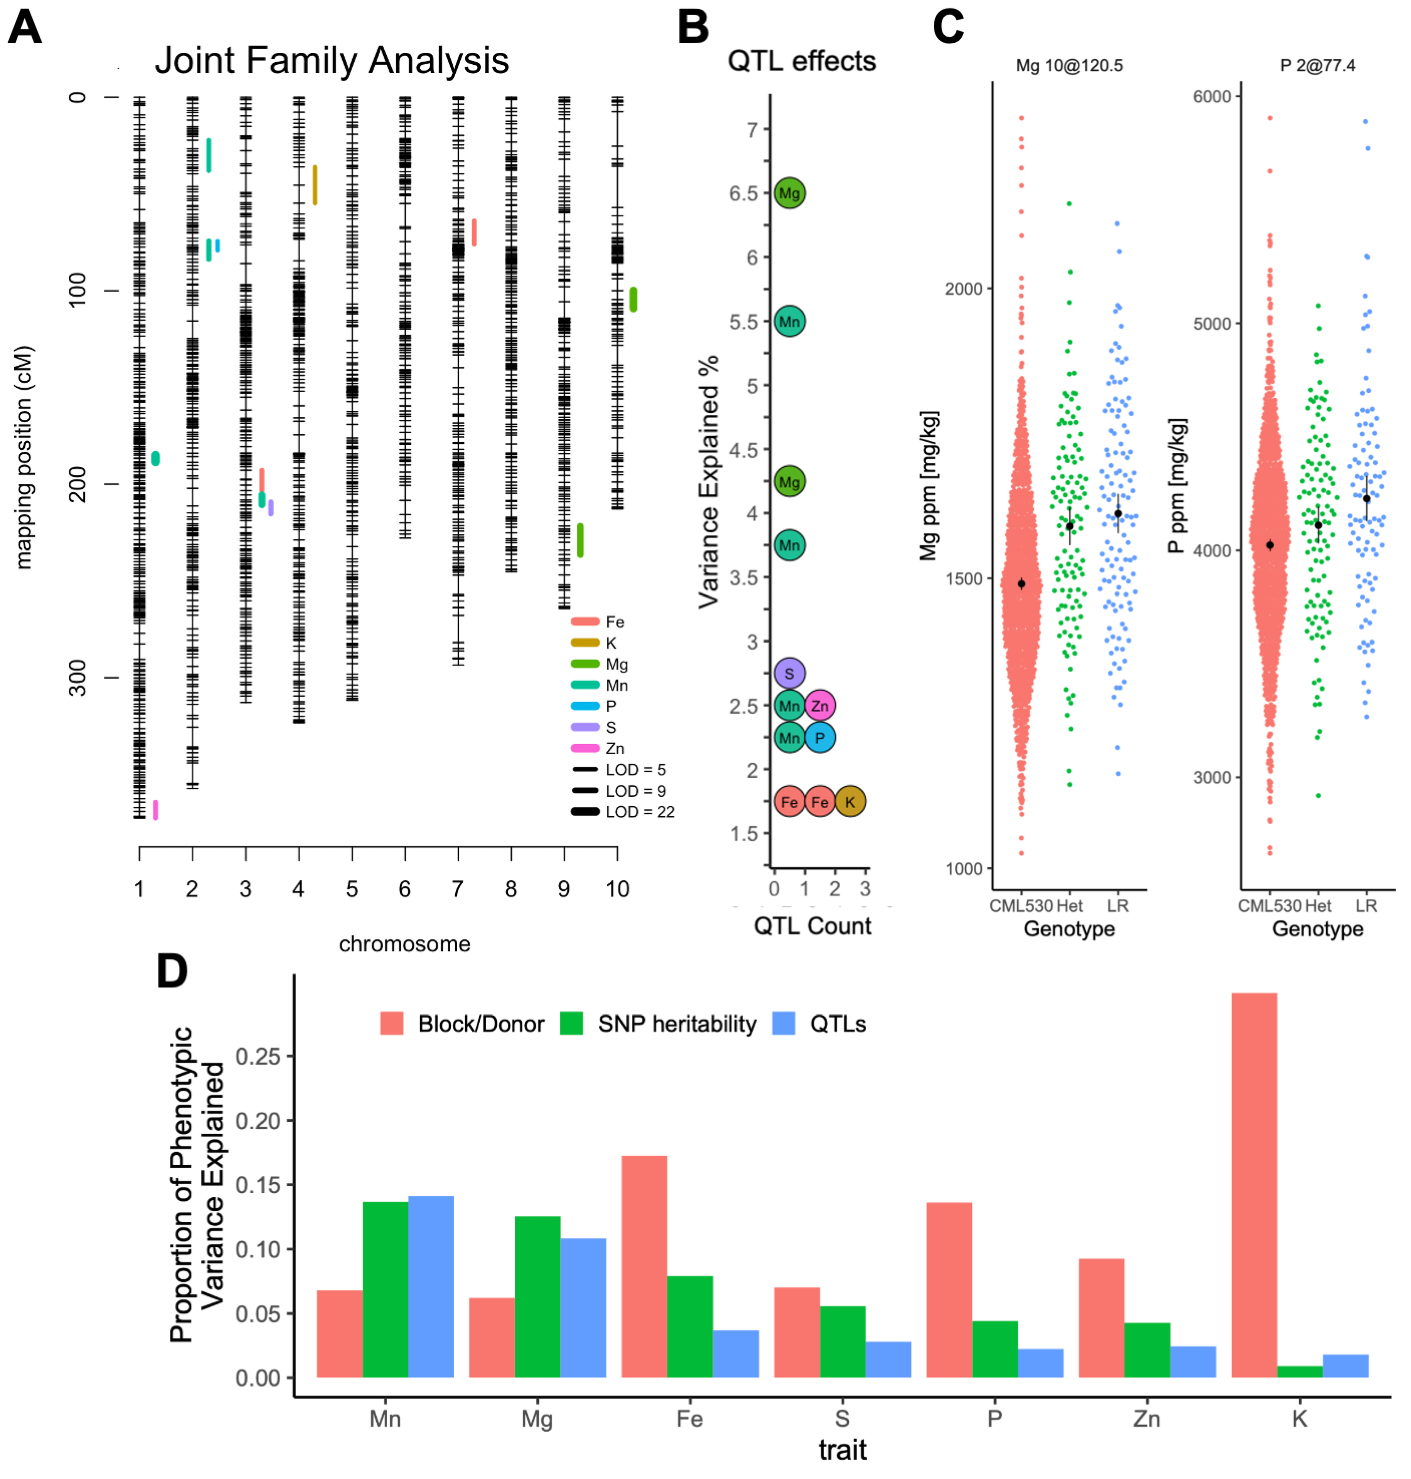 A
Joint Family Analysis
0
100
200
300
mapping position (cM)
Fe
K
Mg
Mn
P
S
Zn
LOD = 5
LOD = 9
LOD = 22
1 2 3 4 5 6 7 8 9 10
chromosome
B
QTL effects
Variance Explained %
7
6.5
6
5.5
5
4.5
4
3.5
3
2.5
2
1.5
Mg
Mn
Mg
Mn
S
Mn Zn
Mn P
Fe Fe K
0 1 2 3
QTL Count
C
Mg 10@120.5
Mg ppm [mg/kg]
2000
1500
1000
CML530 Het LR
Genotype
P 2@77.4
P ppm [mg/kg]
6000
5000
4000
3000
CML530 Het LR
Genotype
D
Block/Donor SNP heritability QTLs
Proportion of Phenotypic
Variance Explained
0.25
0.20
0.15
0.10
0.05
0.00
Mn Mg Fe S P Zn K
trait